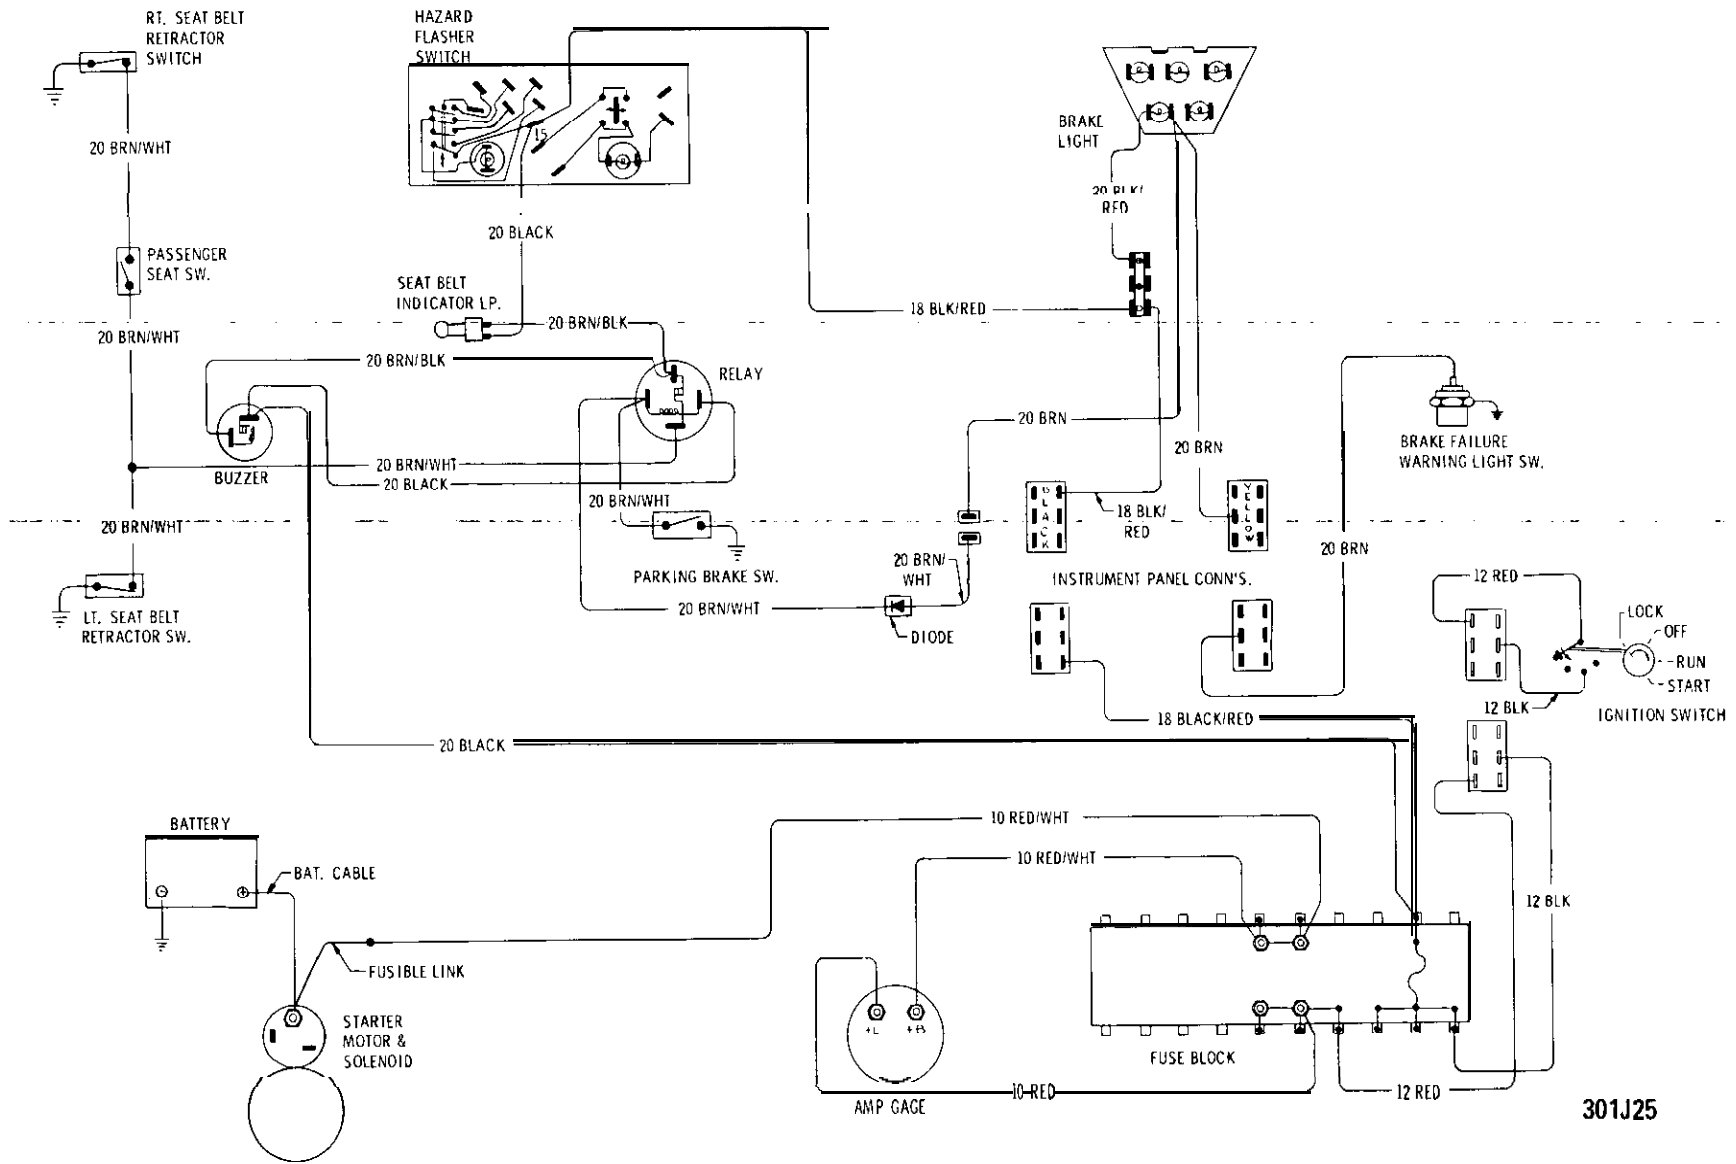 RT. SEAT BELT
RETRACTOR
SWITCH
HAZARD
FLASHER
SWITCH
15
BRAKE
LIGHT
20 BRN/WHT
20 BLK/
RED
20 BLACK
PASSENGER
SEAT SW.
SEAT BELT
INDICATOR LP.
18 BLK/RED
20 BRN/BLK
20 BRN/WHT
20 BRN/BLK
RELAY
20 BRN
20 BRN
BRAKE FAILURE
WARNING LIGHT SW.
20 BRN/WHT
BUZZER
20 BLACK
20 BRN/WHT
BLACK
YELLOW
18 BLK/
RED
20 BRN/WHT
20 BRN
20 BRN/
WHT
PARKING BRAKE SW.
INSTRUMENT PANEL CONN'S.
12 RED
20 BRN/WHT
DIODE
LT. SEAT BELT
RETRACTOR SW.
LOCK
OFF
RUN
START
12 BLK
IGNITION SWITCH
18 BLACK/RED
20 BLACK
BATTERY
10 RED/WHT
10 RED/WHT
BAT. CABLE
12 BLK
FUSIBLE LINK
STARTER
MOTOR &
SOLENOID
+L
+B
FUSE BLOCK
10 RED
12 RED
AMP GAGE
301J25